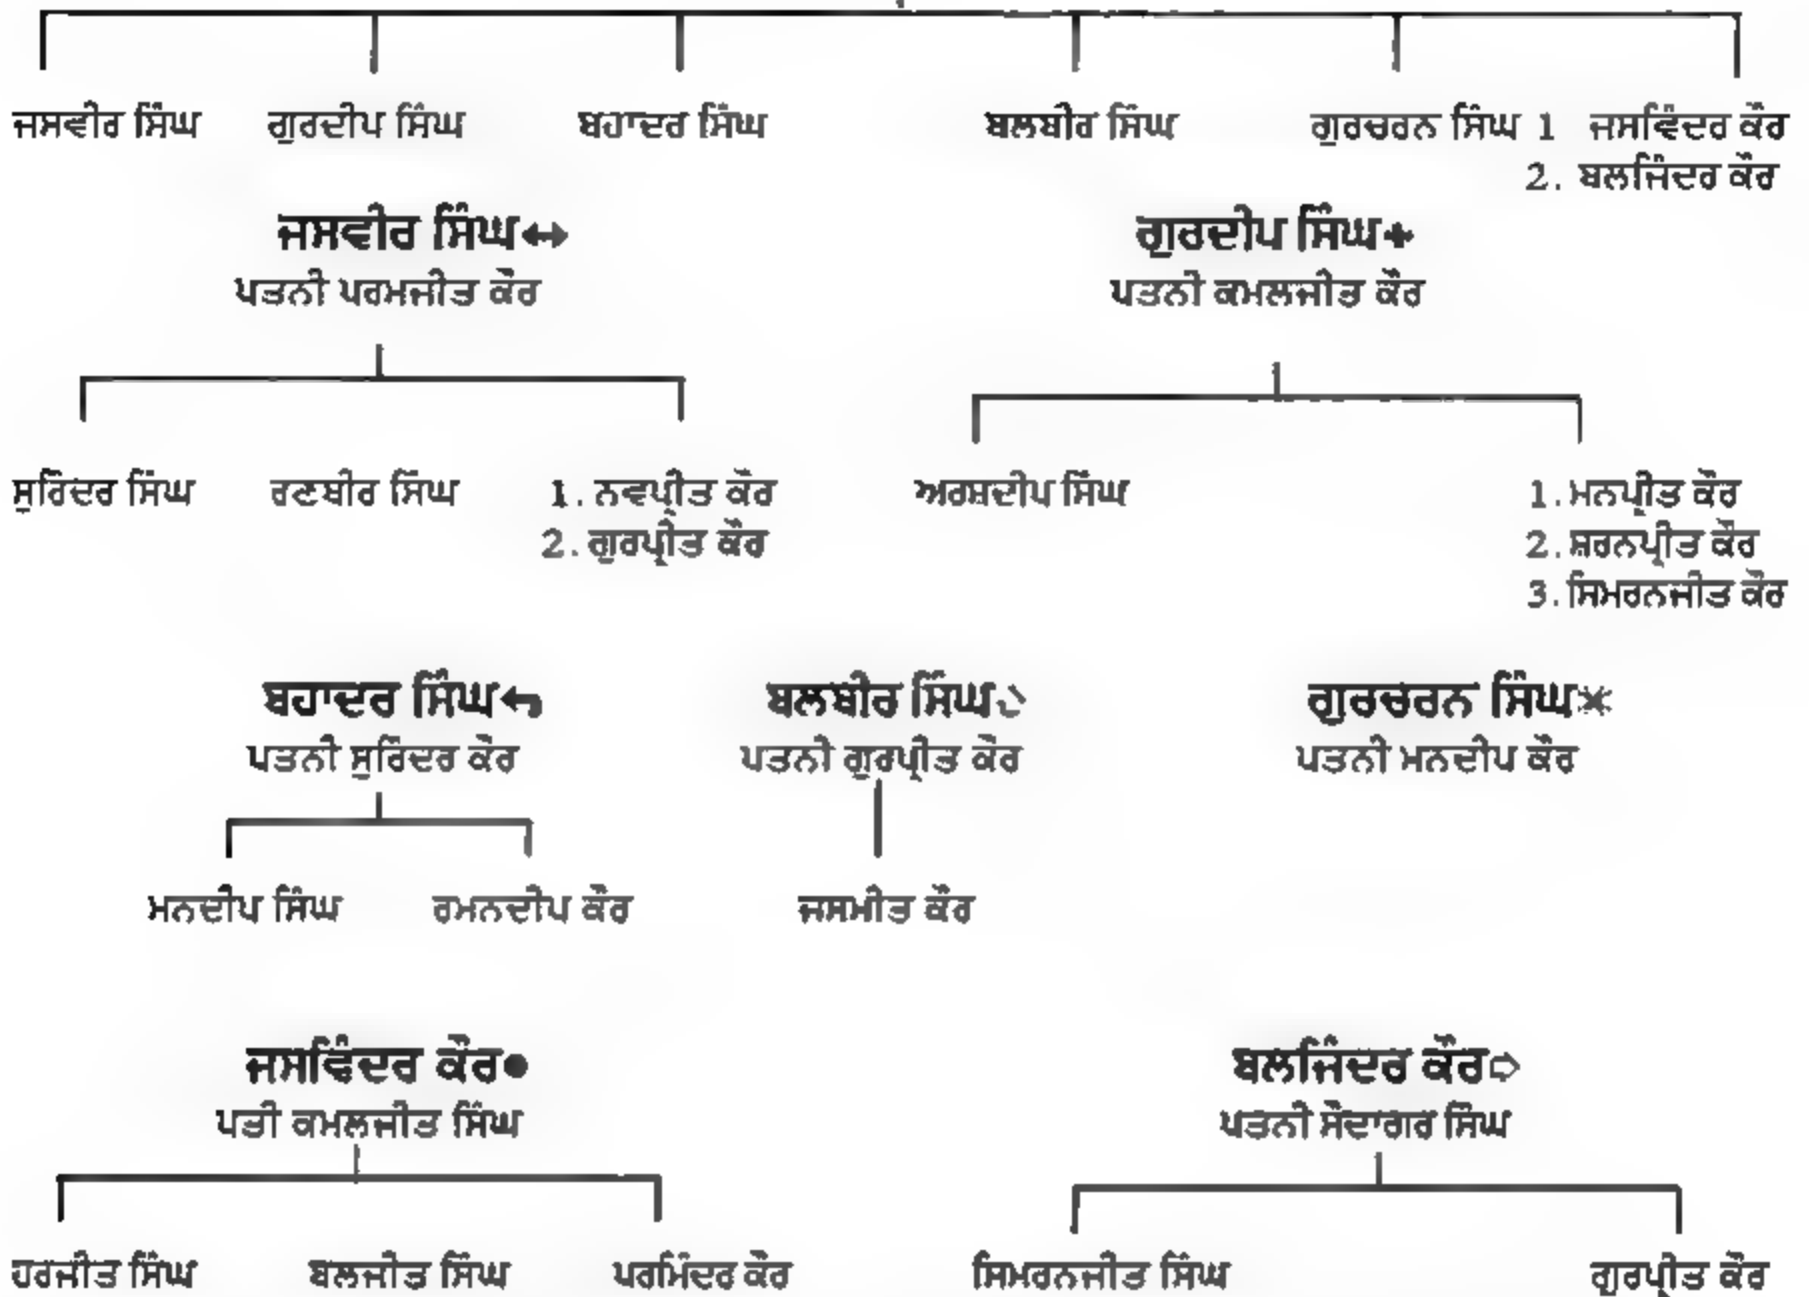 ਜਸਵੀਰ ਸਿੰਘ ਗੁਰਦੀਪ ਸਿੰਘ ਬਹਾਦਰ ਸਿੰਘ ਬਲਬੀਰ ਸਿੰਘ ਗੁਰਚਰਨ ਸਿੰਘ 1 ਜਸਵਿੰਦਰ ਕੌਰ
2. ਬਲਜਿੰਦਰ ਕੌਰ
ਜਸਵੀਰ ਸਿੰਘ↔ ਗੁਰਦੀਪ ਸਿੰਘ✦
ਪਤਨੀ ਪਰਮਜੀਤ ਕੌਰ ਪਤਨੀ ਕਮਲਜੀਤ ਕੌਰ
ਸੁਰਿੰਦਰ ਸਿੰਘ ਰਣਬੀਰ ਸਿੰਘ 1. ਨਵਪ੍ਰੀਤ ਕੌਰ ਅਰਸ਼ਦੀਪ ਸਿੰਘ 1. ਮਨਪ੍ਰੀਤ ਕੌਰ
2. ਗੁਰਪ੍ਰੀਤ ਕੌਰ 2. ਸ਼ਰਨਪ੍ਰੀਤ ਕੌਰ
3. ਸਿਮਰਨਜੀਤ ਕੌਰ
ਬਹਾਦਰ ਸਿੰਘ ਬਲਬੀਰ ਸਿੰਘ ਗੁਰਚਰਨ ਸਿੰਘ
ਪਤਨੀ ਸੁਰਿੰਦਰ ਕੌਰ ਪਤਨੀ ਗੁਰਪ੍ਰੀਤ ਕੌਰ ਪਤਨੀ ਮਨਦੀਪ ਕੌਰ
ਮਨਦੀਪ ਸਿੰਘ ਰਮਨਦੀਪ ਕੌਰ ਜਸਮੀਤ ਕੌਰ
ਜਸਵਿੰਦਰ ਕੌਰ● ਬਲਜਿੰਦਰ ਕੌਰ⇨
ਪਤੀ ਕਮਲਜੀਤ ਸਿੰਘ ਪਤਨੀ ਸੌਦਾਗਰ ਸਿੰਘ
ਹਰਜੀਤ ਸਿੰਘ ਬਲਜੀਤ ਸਿੰਘ ਪਰਮਿੰਦਰ ਕੌਰ ਸਿਮਰਨਜੀਤ ਸਿੰਘ ਗੁਰਪ੍ਰੀਤ ਕੌਰ